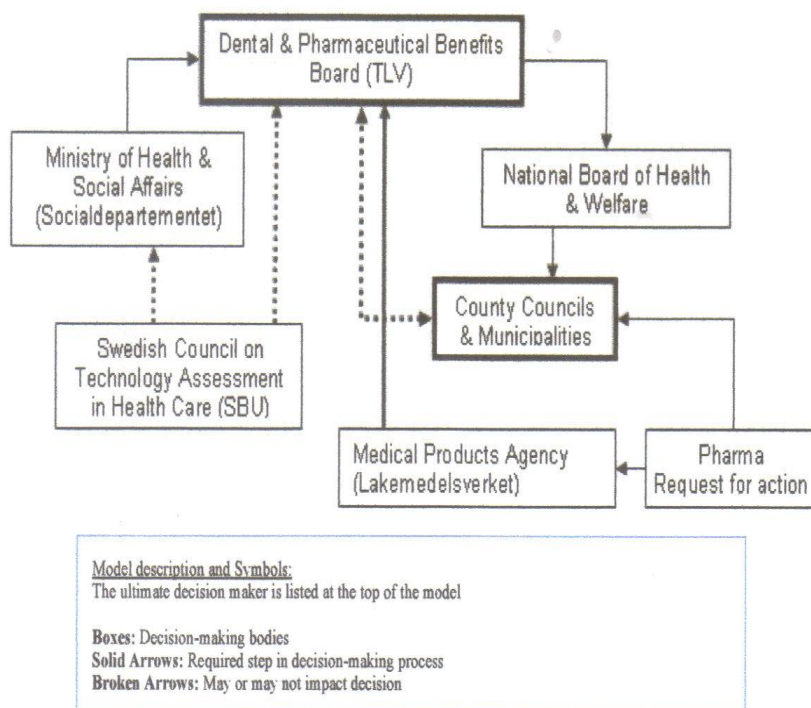 Dental & Pharmaceutical Benefits
Board (TLV)
Ministry of Health &
Social Affairs
(Socialdepartementet)
National Board of Health
& Welfare
County Councils
& Municipalities
Swedish Council on
Technology Assessment
in Health Care (SBU)
Medical Products Agency
(Lakemedelsverket)
Pharma
Request for action
Model description and Symbols:
The ultimate decision maker is listed at the top of the model
Boxes: Decision-making bodies
Solid Arrows: Required step in decision-making process
Broken Arrows: May or may not impact decision